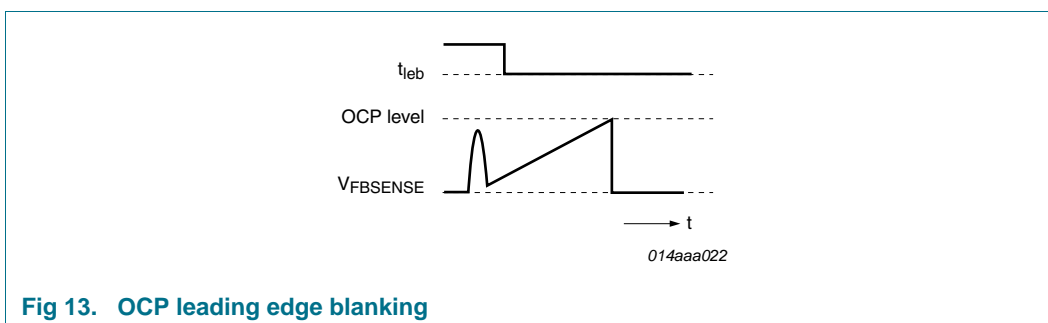 tleb
OCP level
VFBSENSE
t
014aaa022
Fig 13. OCP leading edge blanking